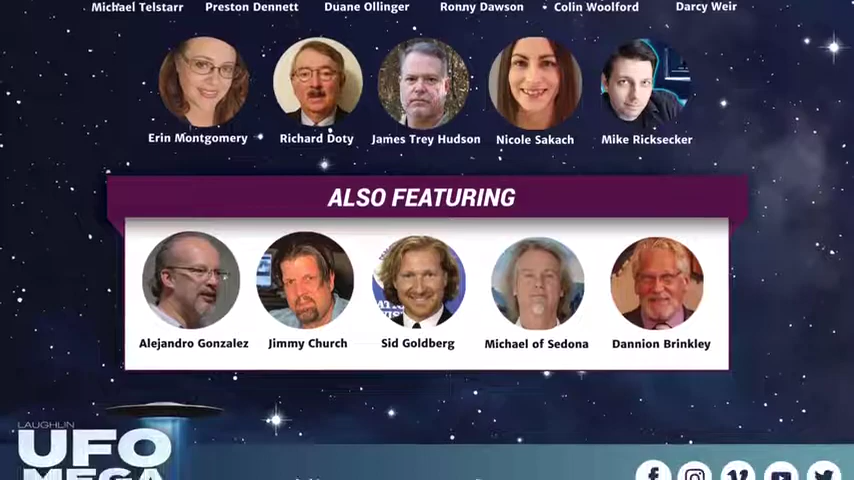 Michael Telstarr Preston Dennett Duane Ollinger Ronny Dawson Colin Woolford Darcy Weir
Erin Montgomery Richard Doty James Trey Hudson Nicole Sakach Mike Ricksecker
ALSO FEATURING
Alejandro Gonzalez Jimmy Church Sid Goldberg Michael of Sedona Dannion Brinkley
LAUGHLIN
UFO
MEGA